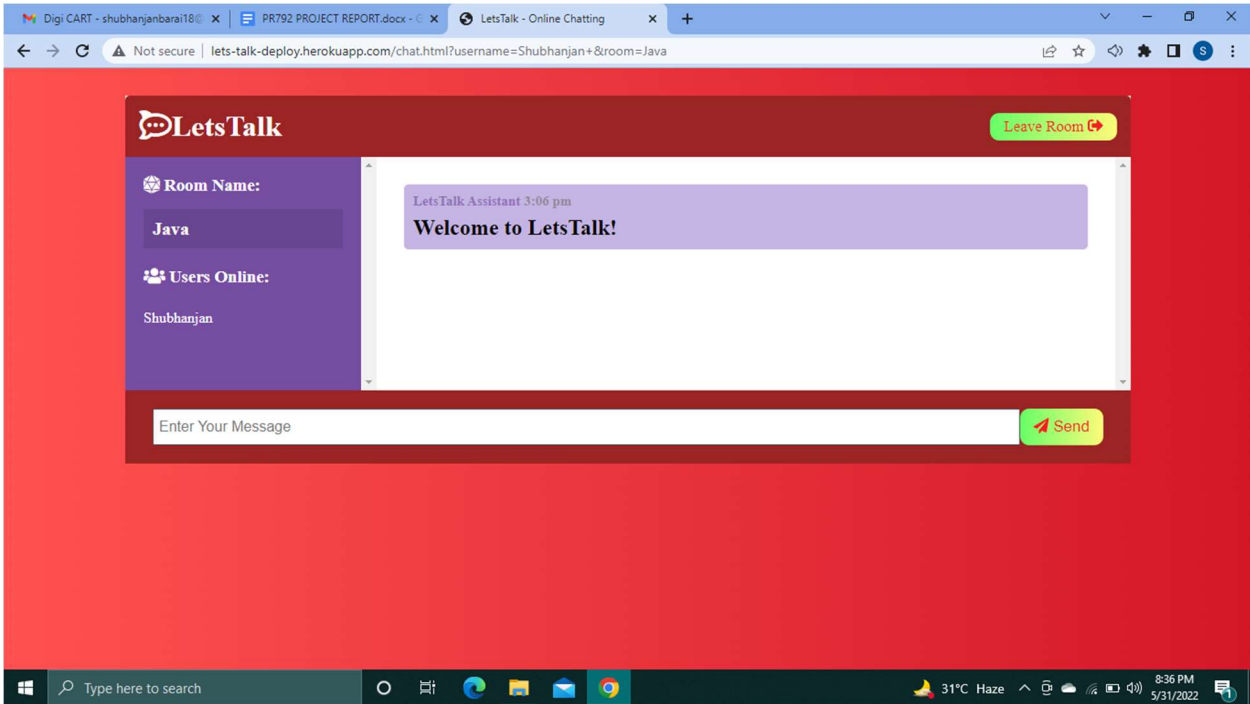 Digi CART - shubhanjanbarai18@
PR792 PROJECT REPORT.docx - G
LetsTalk - Online Chatting
Not secure | lets-talk-deploy.herokuapp.com/chat.html?username=Shubhanjan+&room=Java
S
LetsTalk
Leave Room
Room Name:
Java
Users Online:
Shubhanjan
LetsTalk Assistant 3:06 pm
Welcome to LetsTalk!
Enter Your Message
Send
Type here to search
31°C Haze
8:36 PM
5/31/2022
1